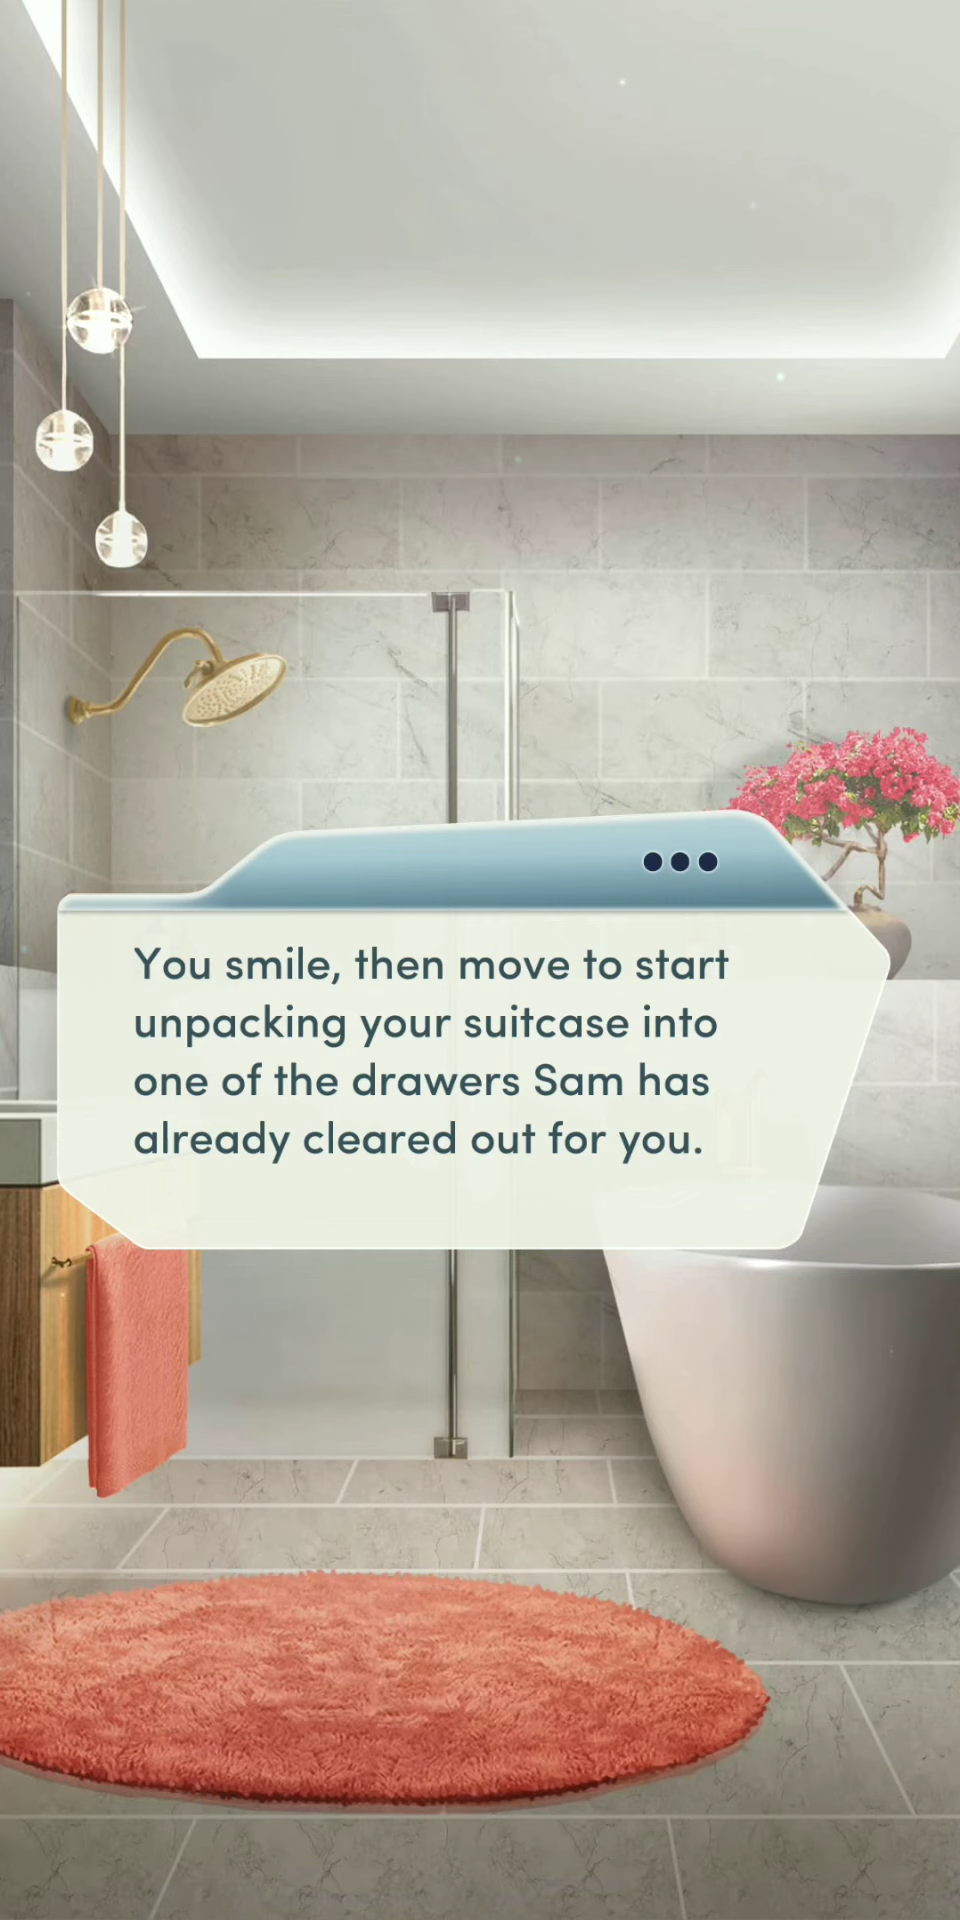 You smile, then move to start
unpacking your suitcase into
one of the drawers Sam has
already cleared out for you.